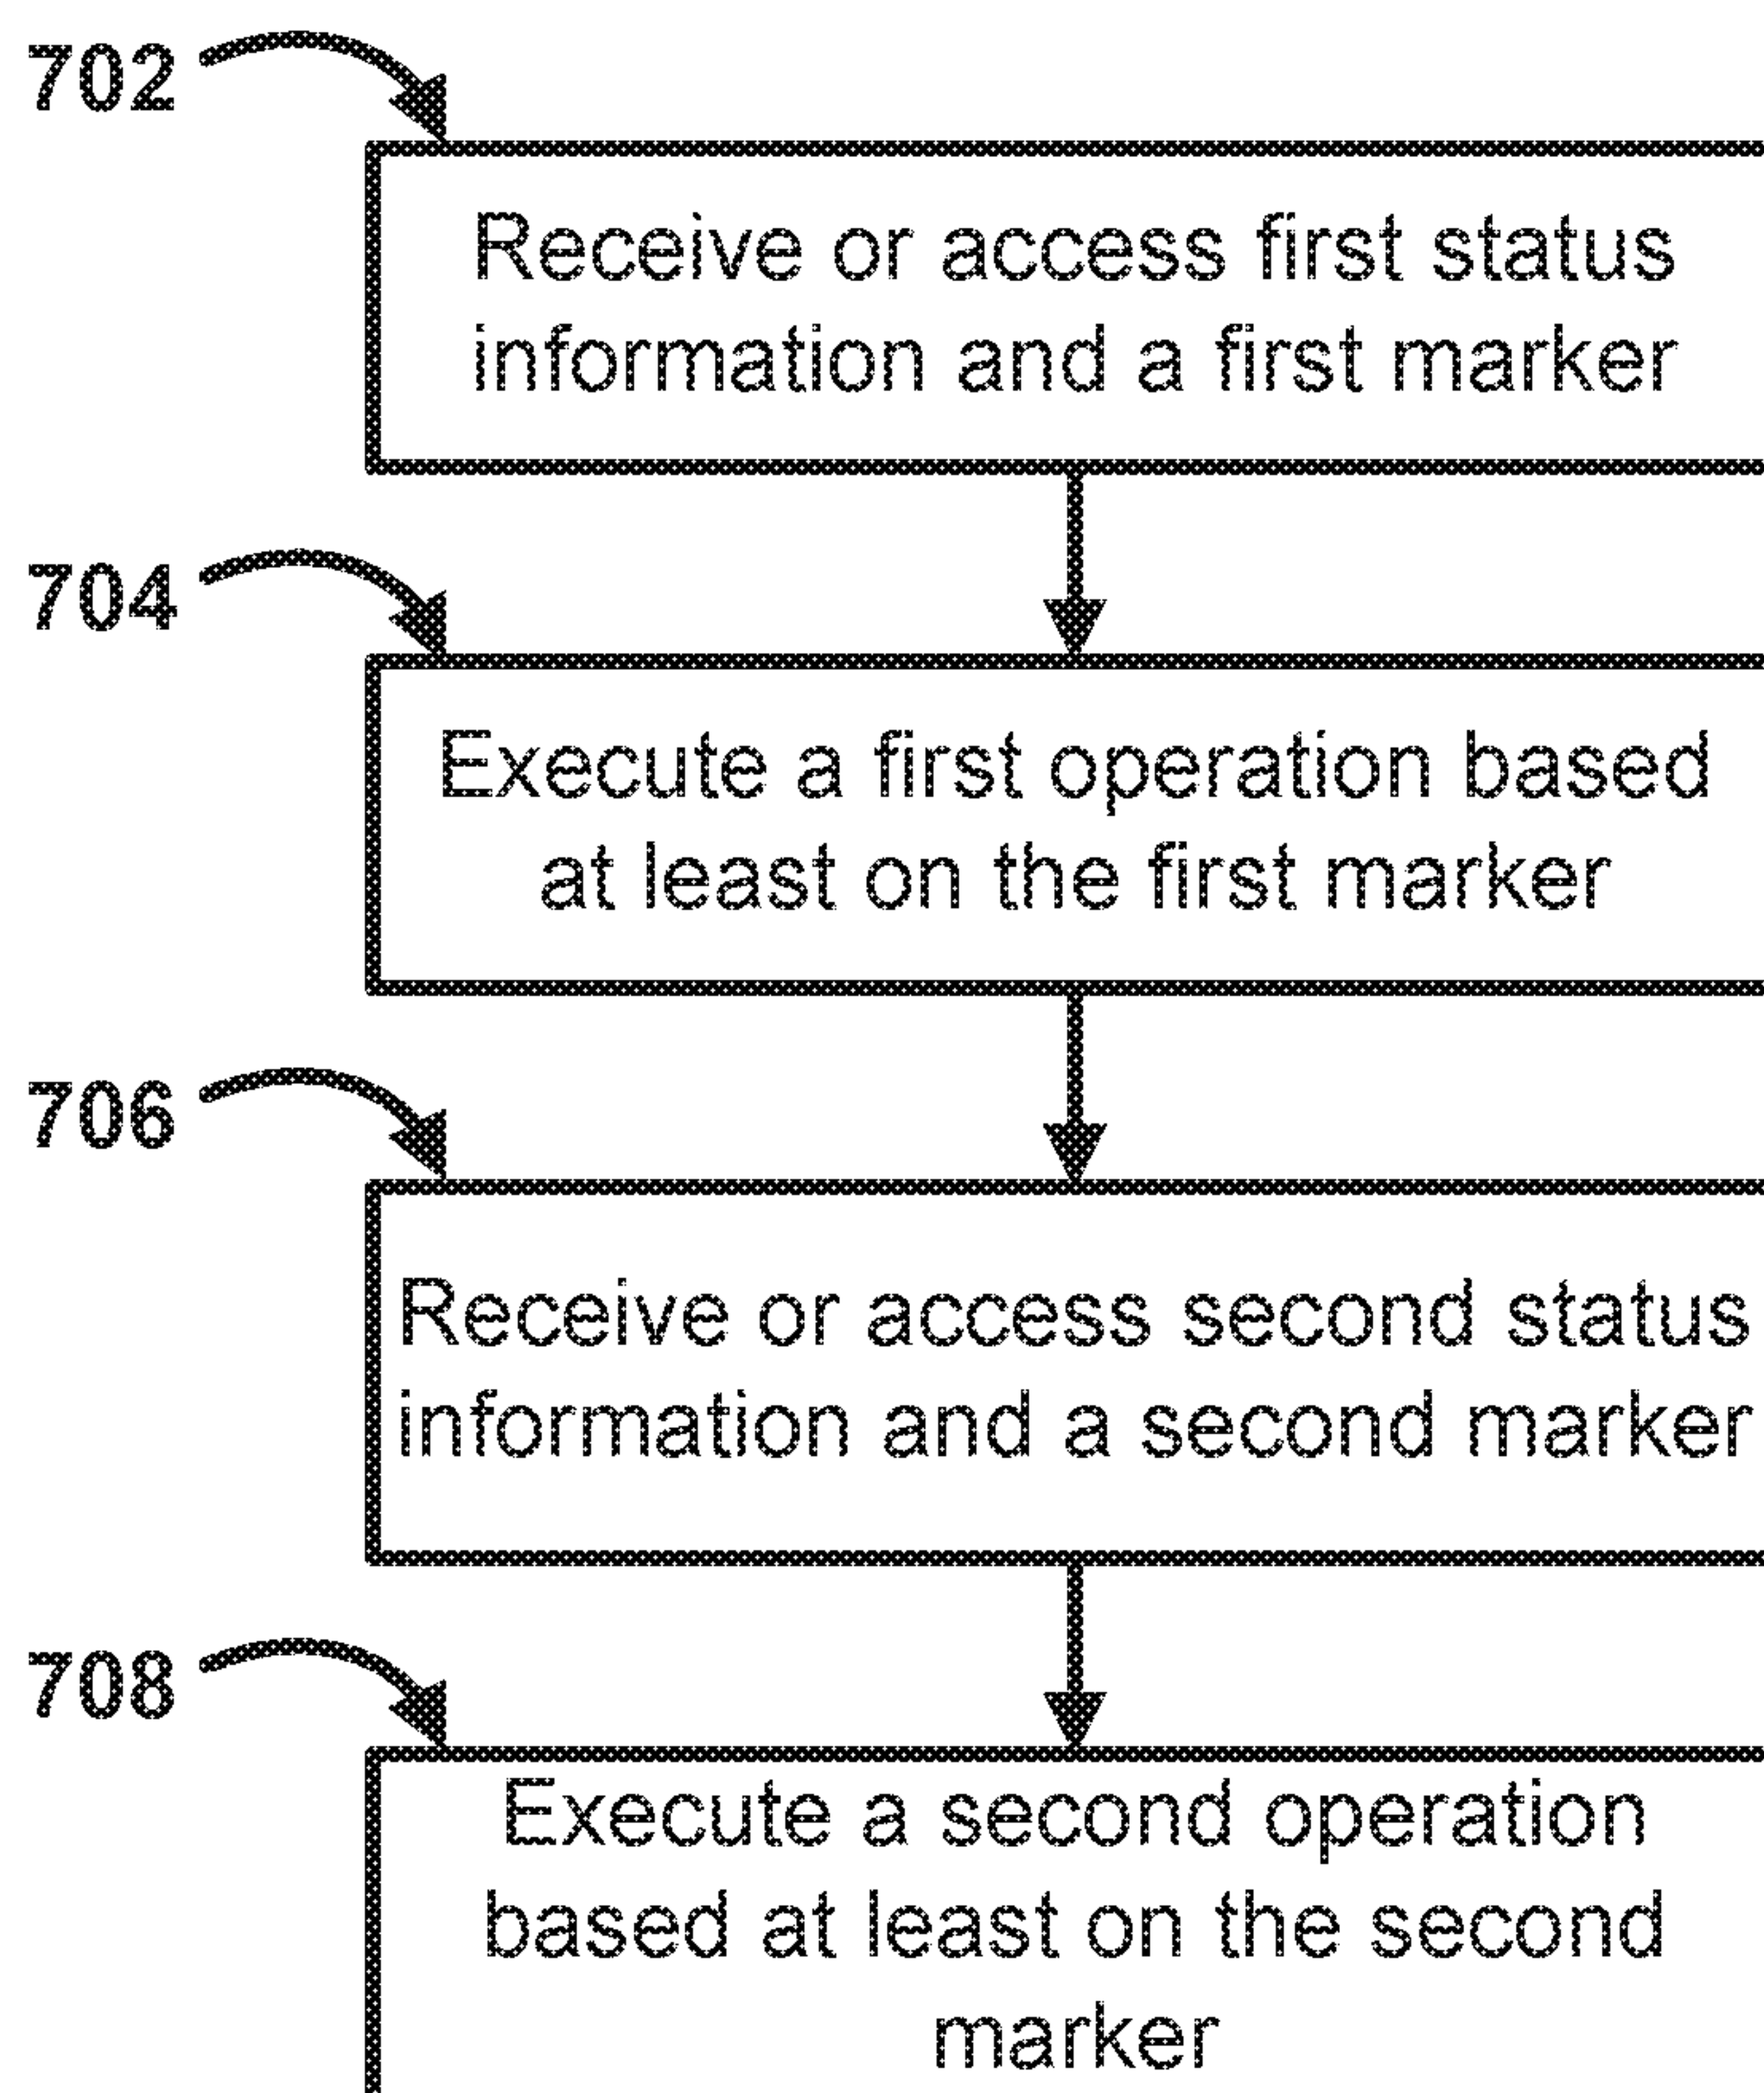 702
Receive or access first status
information and a first marker
704
Execute a first operation based
at least on the first marker
706
Receive or access second status
information and a second marker
708
Execute a second operation
based at least on the second
marker